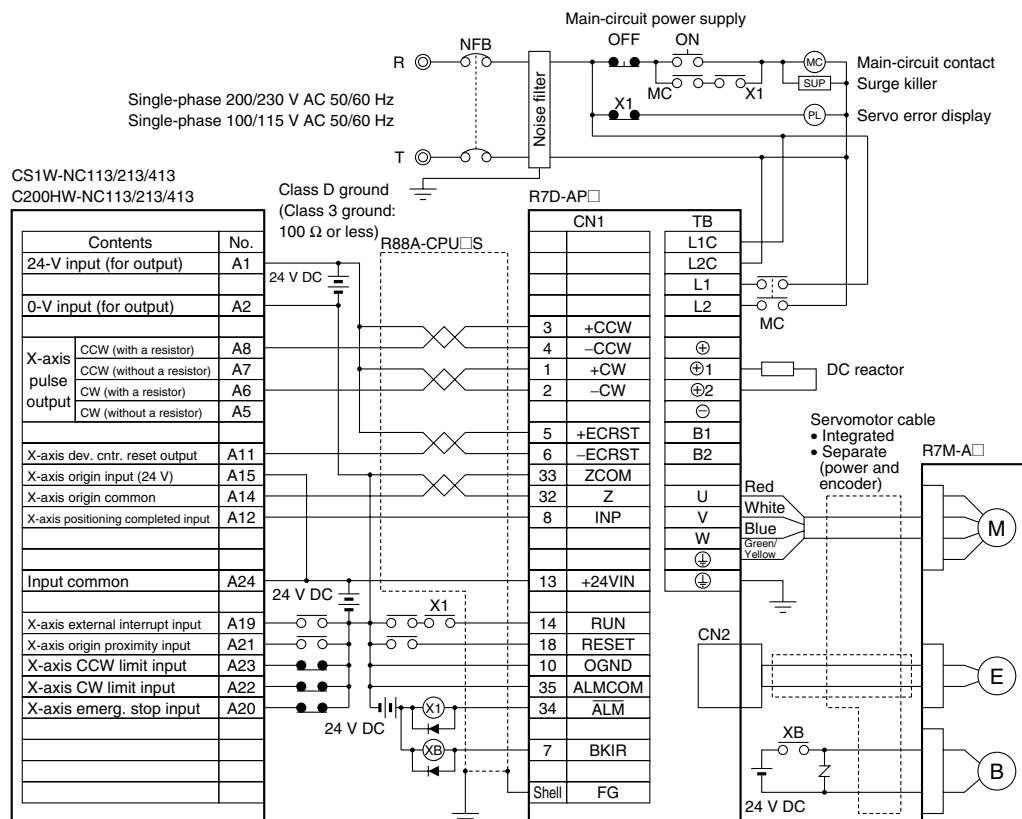 Main-circuit power supply
OFF ON
NFB
R
MC
Main-circuit contact
SUP
Surge killer
MC X1
Single-phase 200/230 V AC 50/60 Hz
Single-phase 100/115 V AC 50/60 Hz
Noise filter
X1
PL
Servo error display
T
CS1W-NC113/213/413
C200HW-NC113/213/413
Class D ground
(Class 3 ground:
100 Ω or less)
R88A-CPU□S
R7D-AP□
CN1 TB
Contents No.
L1C
24-V input (for output) A1
L2C
24 V DC
L1
0-V input (for output) A2
L2
MC
3 +CCW
X-axis pulse output
CCW (with a resistor) A8
4 −CCW ⊕
CCW (without a resistor) A7
1 +CW ⊕1
DC reactor
CW (with a resistor) A6
2 −CW ⊕2
CW (without a resistor) A5
⊖
5 +ECRST B1
X-axis dev. cntr. reset output A11
6 −ECRST B2
X-axis origin input (24 V) A15
33 ZCOM
X-axis origin common A14
32 Z U
X-axis positioning completed input A12
8 INP V
W
Red
White
Blue
Green/
Yellow
Servomotor cable
• Integrated
• Separate
(power and
encoder)
R7M-A□
M
Input common A24
13 +24VIN
24 V DC
X1
X-axis external interrupt input A19
14 RUN
X-axis origin proximity input A21
18 RESET
X-axis CCW limit input A23
10 OGND
X-axis CW limit input A22
35 ALMCOM
X-axis emerg. stop input A20
34 ALM
24 V DC
X1
XB
7 BKIR
Shell FG
CN2
E
XB
24 V DC
B